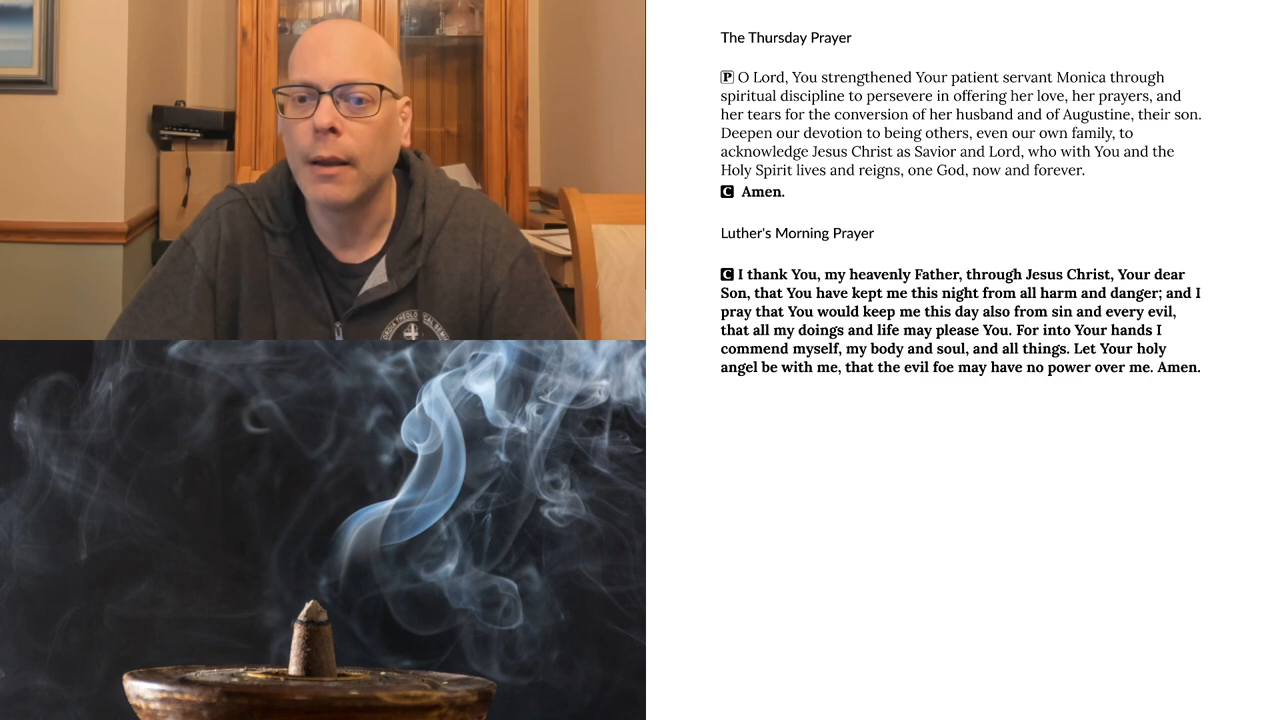 The Thursday Prayer
P O Lord, You strengthened Your patient servant Monica through
spiritual discipline to persevere in offering her love, her prayers, and
her tears for the conversion of her husband and of Augustine, their son.
Deepen our devotion to being others, even our own family, to
acknowledge Jesus Christ as Savior and Lord, who with You and the
Holy Spirit lives and reigns, one God, now and forever.
C Amen.
Luther's Morning Prayer
C I thank You, my heavenly Father, through Jesus Christ, Your dear
Son, that You have kept me this night from all harm and danger; and I
pray that You would keep me this day also from sin and every evil,
that all my doings and life may please You. For into Your hands I
commend myself, my body and soul, and all things. Let Your holy
angel be with me, that the evil foe may have no power over me. Amen.